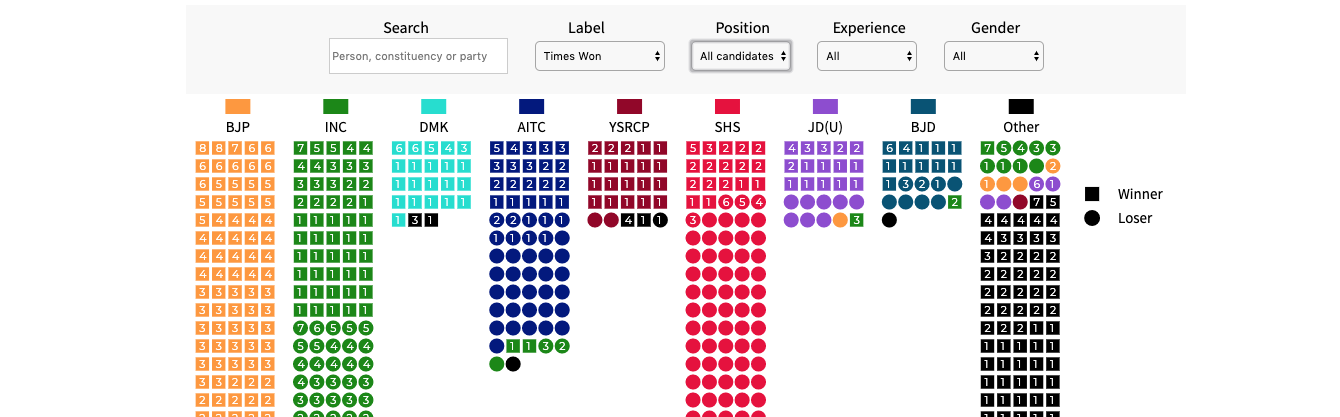 Search Label Position Experience Gender
Person, constituency or party Times Won All candidates All All
BJP INC DMK AITC YSRCP SHS JD(U) BJD Other
8 8 7 6 6 7 5 5 4 4 6 6 5 4 3 5 4 3 3 3 2 2 2 1 1 5 3 2 2 2 4 3 3 2 2 6 4 1 1 1 7 5 4 3 3
6 6 6 6 6 4 4 3 3 3 1 1 1 1 1 3 3 3 2 2 1 1 1 1 1 2 2 2 2 2 2 1 1 1 1 1 1 1 1 1 1 1 1 2
6 5 5 5 5 3 3 3 2 2 1 1 1 1 1 2 2 2 2 2 1 1 1 1 1 2 2 2 1 1 1 1 1 1 1 1 3 2 1 1 6 1
Winner
5 5 5 5 5 2 2 2 2 1 1 1 1 1 1 1 1 1 1 1 1 1 1 1 1 1 1 6 5 4 2 7 5
5 4 4 4 4 1 1 1 1 1 1 3 1 2 2 1 1 1 4 1 1 3 3 4 4 4 4 4
Loser
4 4 4 4 4 1 1 1 1 1 1 1 1 1 4 3 3 3 3
4 4 4 4 4 1 1 1 1 1 3 2 2 2 2
4 4 4 4 4 1 1 1 1 1 2 2 2 2 2
3 3 3 3 3 1 1 1 1 1 2 2 2 2 2
3 3 3 3 3 1 1 1 1 1 2 2 2 2 2
3 3 3 3 3 7 6 5 5 5 2 2 2 1 1
3 3 3 3 3 5 5 4 4 4 1 1 3 2 1 1 1 1 1
3 3 3 3 3 4 4 4 4 4 1 1 1 1 1
3 3 2 2 2 4 3 3 3 3 1 1 1 1 1
2 2 2 2 2 3 3 3 3 3 1 1 1 1 1